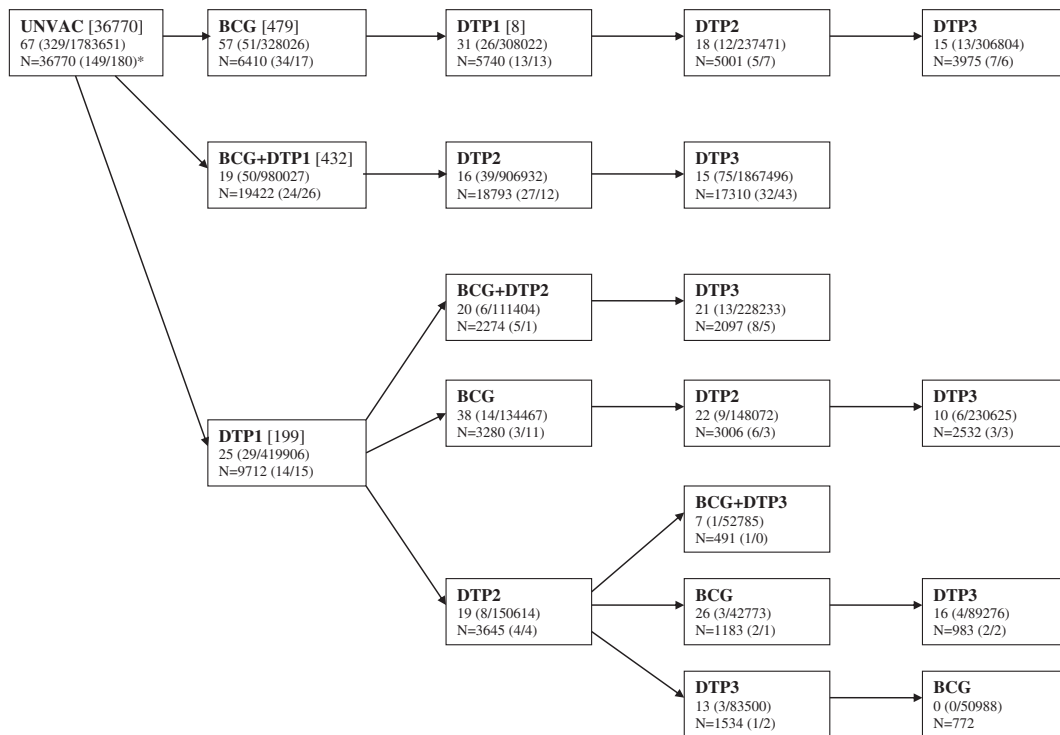 UNVAC [36770]
67 (329/1783651)
N=36770 (149/180)*
BCG [479]
57 (51/328026)
N=6410 (34/17)
DTP1 [8]
31 (26/308022)
N=5740 (13/13)
DTP2
18 (12/237471)
N=5001 (5/7)
DTP3
15 (13/306804)
N=3975 (7/6)
BCG+DTP1 [432]
19 (50/980027)
N=19422 (24/26)
DTP2
16 (39/906932)
N=18793 (27/12)
DTP3
15 (75/1867496)
N=17310 (32/43)
BCG+DTP2
20 (6/111404)
N=2274 (5/1)
DTP3
21 (13/228233)
N=2097 (8/5)
BCG
38 (14/134467)
N=3280 (3/11)
DTP2
22 (9/148072)
N=3006 (6/3)
DTP3
10 (6/230625)
N=2532 (3/3)
DTP1 [199]
25 (29/419906)
N=9712 (14/15)
BCG+DTP3
7 (1/52785)
N=491 (1/0)
DTP2
19 (8/150614)
N=3645 (4/4)
BCG
26 (3/42773)
N=1183 (2/1)
DTP3
16 (4/89276)
N=983 (2/2)
DTP3
13 (3/83500)
N=1534 (1/2)
BCG
0 (0/50988)
N=772